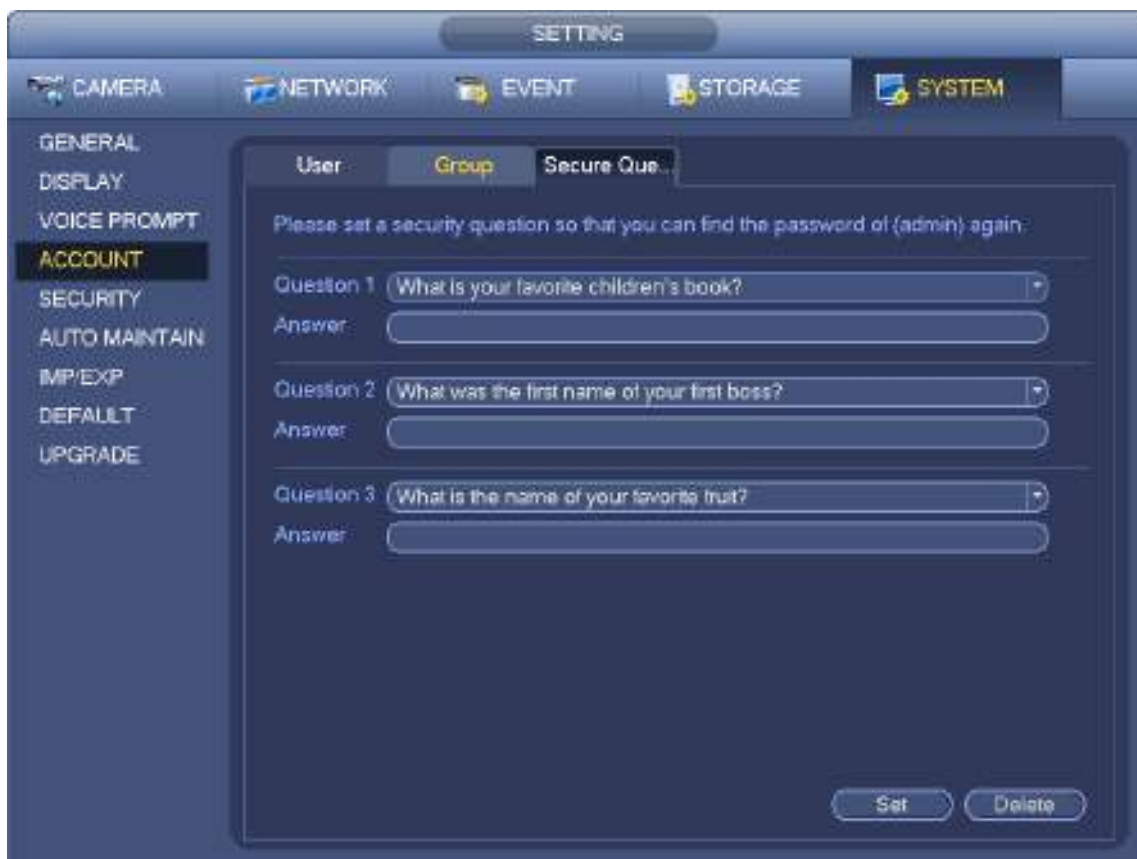 SETTING
CAMERA NETWORK EVENT STORAGE SYSTEM
GENERAL
DISPLAY
VOICE PROMPT
ACCOUNT
SECURITY
AUTO MAINTAIN
IMP/EXP
DEFAULT
UPGRADE
User Group Secure Que...
Please set a security question so that you can find the password of (admin) again.
Question 1 What is your favorite children's book?
Answer
Question 2 What was the first name of your first boss?
Answer
Question 3 What is the name of your favorite fruit?
Answer
Set Delete